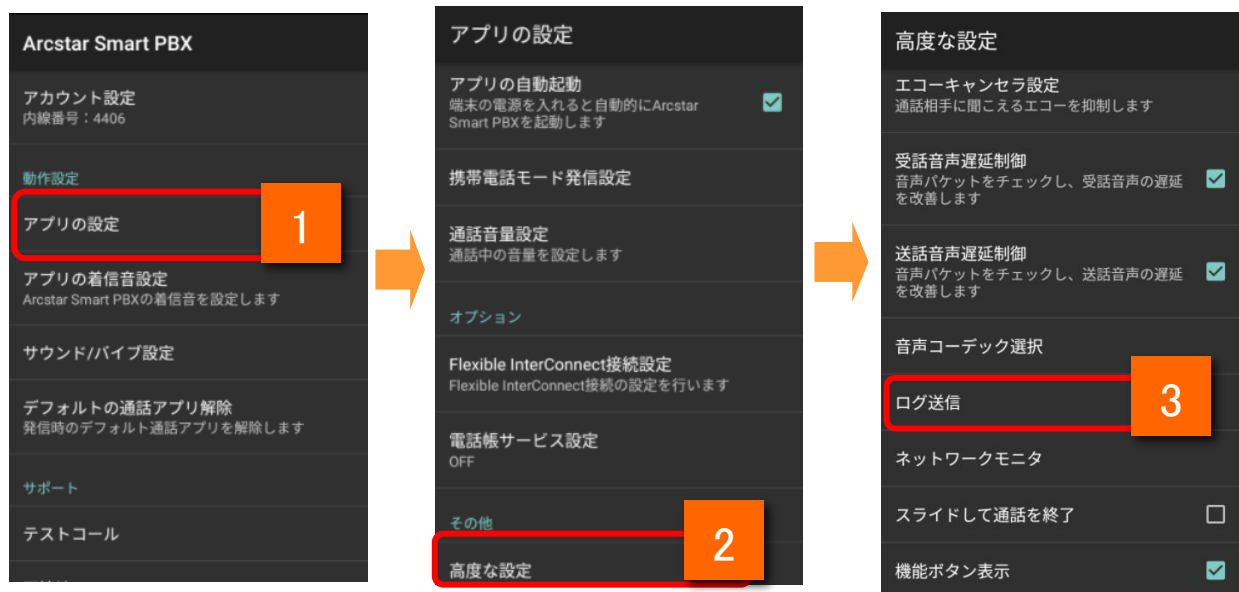 Arcstar Smart PBX
アカウント設定
内線番号：4406
動作設定
アプリの設定
1
アプリの着信音設定
Arcstar Smart PBXの着信音を設定します
サウンド/バイブ設定
デフォルトの通話アプリ解除
発信時のデフォルト通話アプリを解除します
サポート
テストコール
アプリの設定
アプリの自動起動
端末の電源を入れると自動的にArcstar
Smart PBXを起動します
携帯電話モード発信設定
通話音量設定
通話中の音量を設定します
オプション
Flexible InterConnect接続設定
Flexible InterConnect接続の設定を行います
電話帳サービス設定
OFF
その他
2
高度な設定
高度な設定
エコーキャンセラ設定
通話相手に聞こえるエコーを抑制します
受話音声遅延制御
音声パケットをチェックし、受話音声の遅延
を改善します
送話音声遅延制御
音声パケットをチェックし、送話音声の遅延
を改善します
音声コーデック選択
ログ送信
3
ネットワークモニタ
スライドして通話を終了
機能ボタン表示